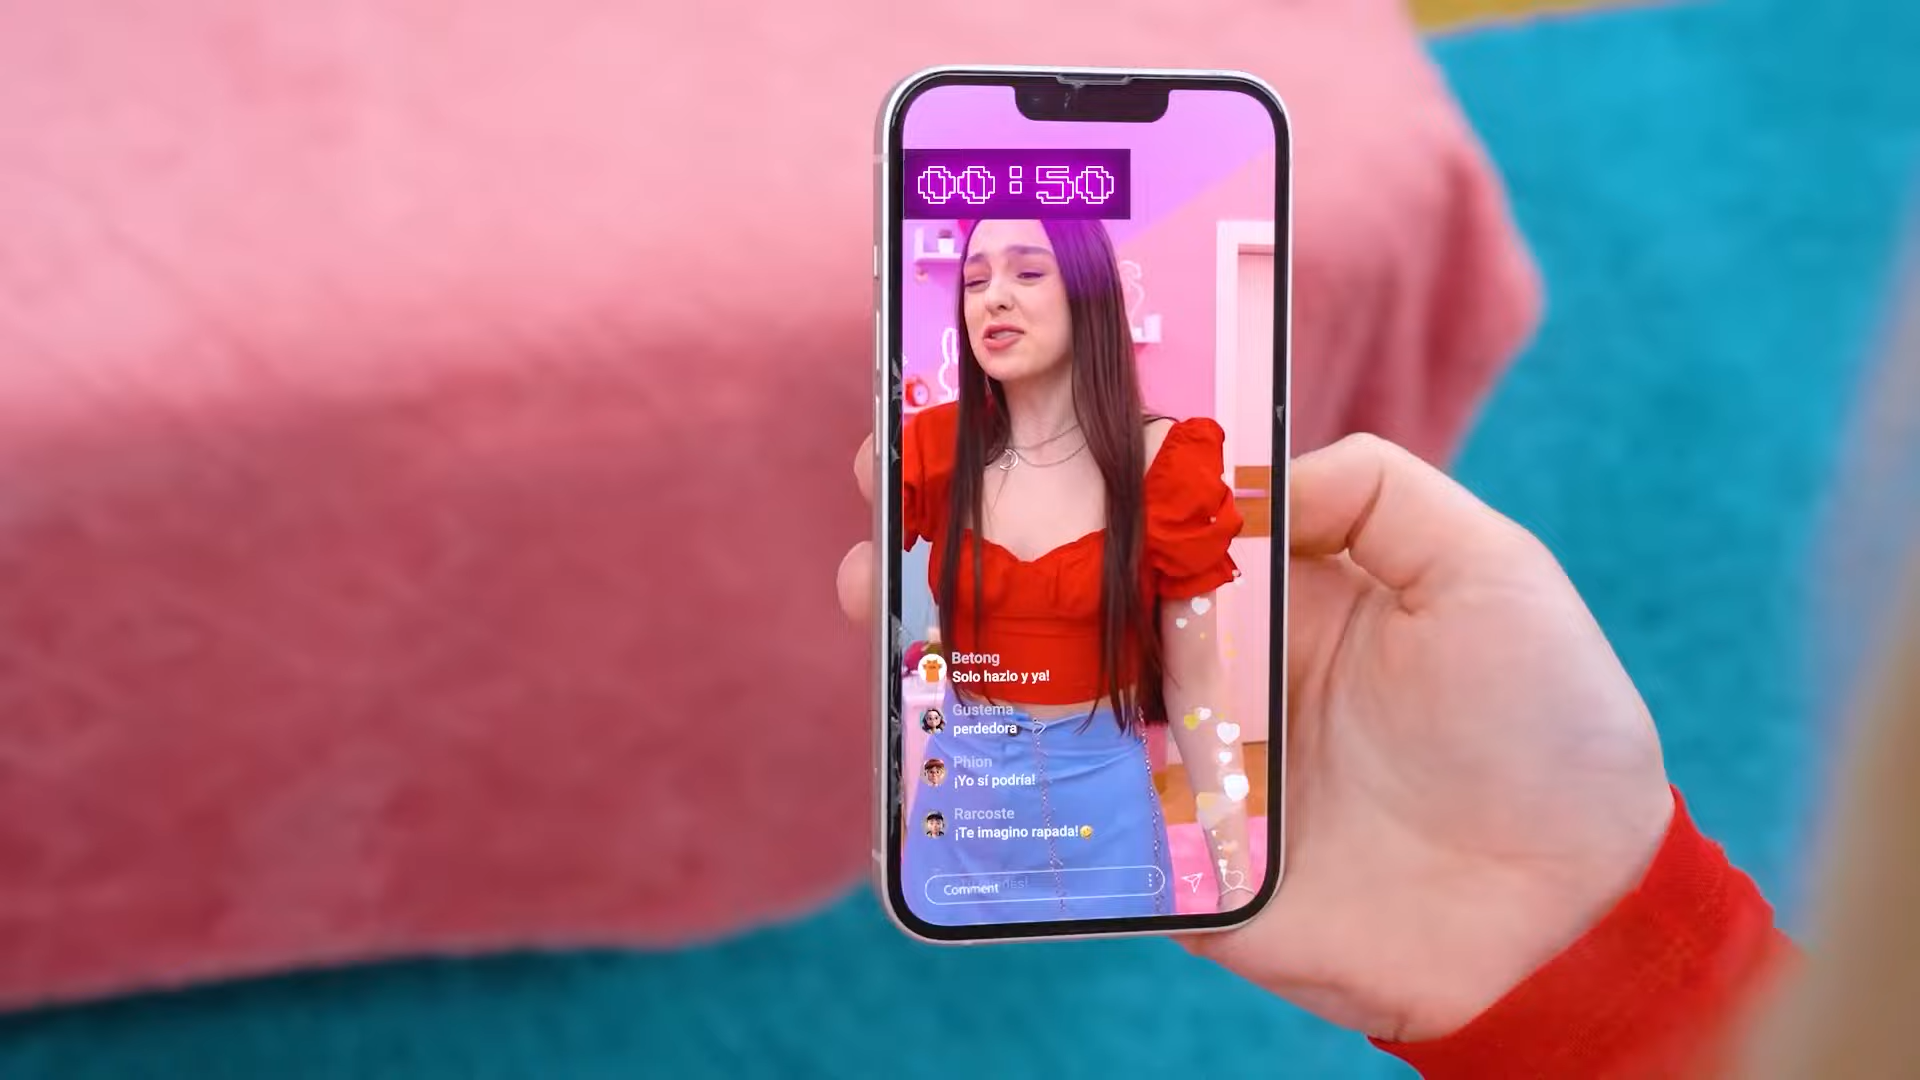 00:50
Betong
Solo hazlo y ya!
Gustema
perdedora
Phion
¡Yo sí podría!
Rarcoste
¡Te imagino rapada!🤣
Comment